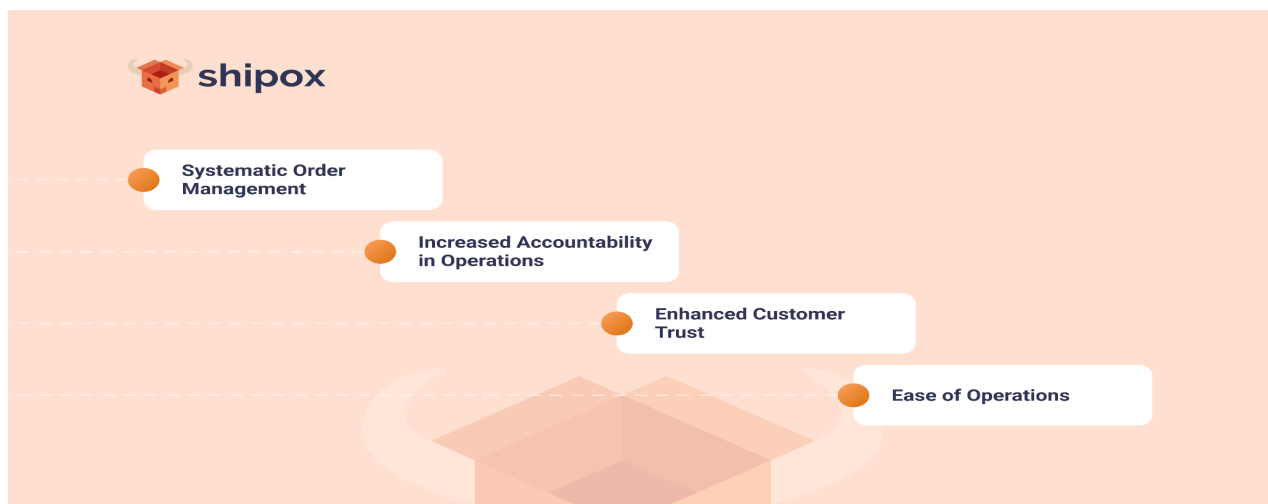 shipox
Systematic Order
Management
Increased Accountability
in Operations
Enhanced Customer
Trust
Ease of Operations